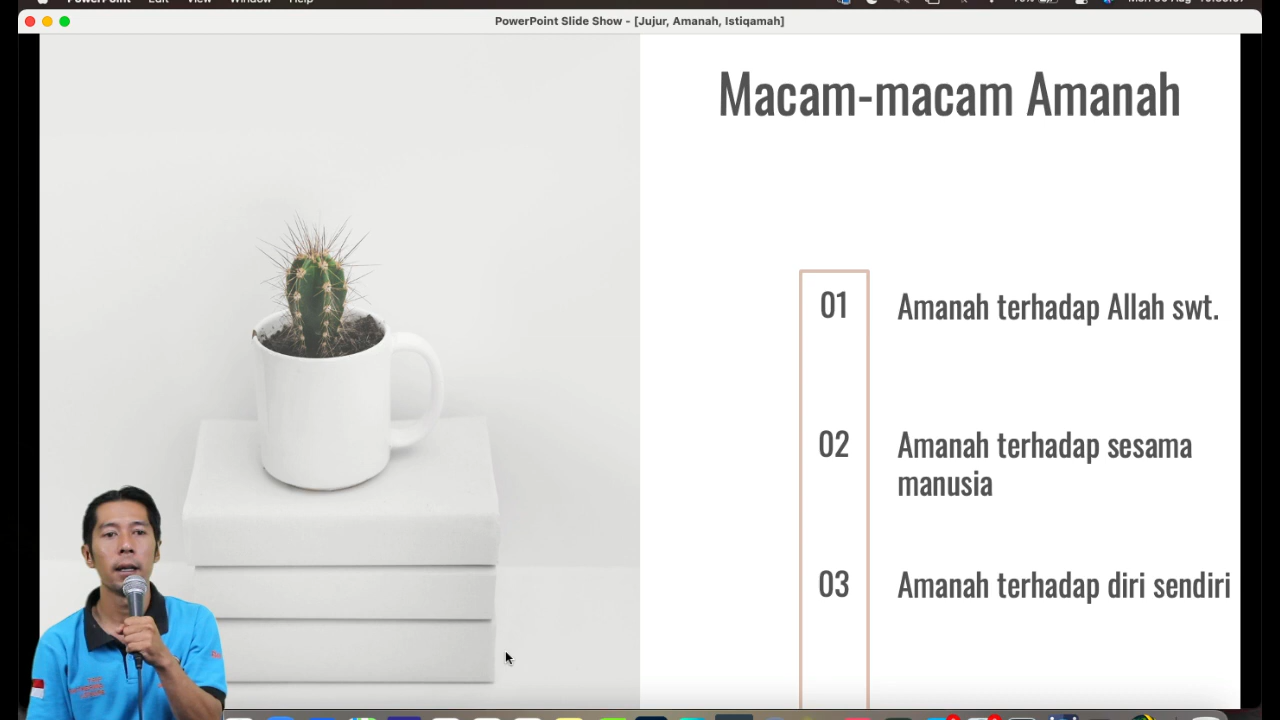 PowerPoint Slide Show - [Jujur, Amanah, Istiqamah]
Macam-macam Amanah
01
Amanah terhadap Allah swt.
02
Amanah terhadap sesama
manusia
03
Amanah terhadap diri sendiri